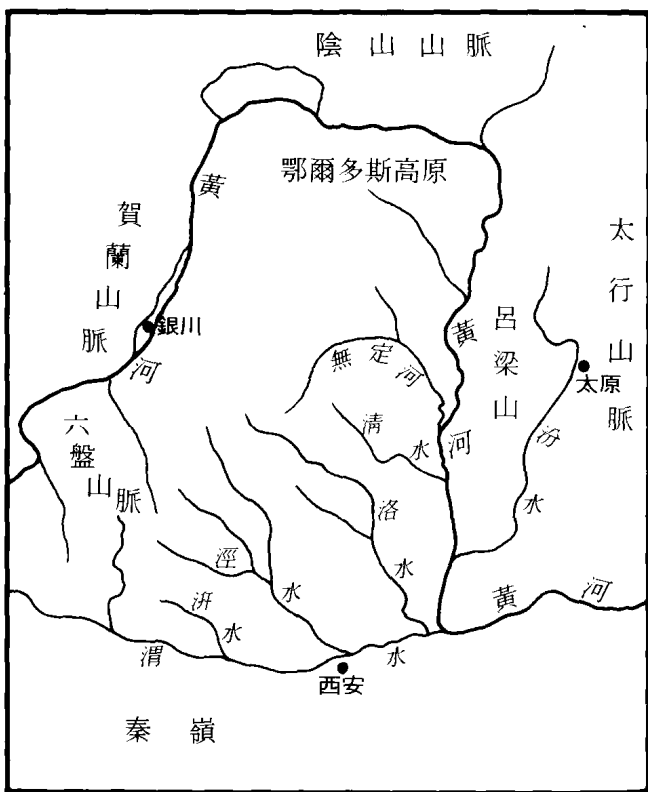 陰山山脈
鄂爾多斯高原
黃河
賀蘭山脈
銀川
六盤山脈
無定河
清水
洛水
涇水
汧水
渭水
西安
秦嶺
黃河
呂梁山
太行山脈
太原
汾水
黃河